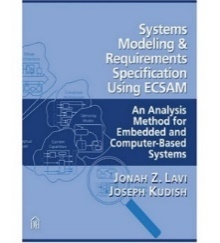 Systems
Modeling &
Requirements
Specification
Using ECSAM
An Analysis
Method for
Embedded and
Computer-Based
Systems
JONAH Z. LAVI
JOSEPH KUDISH